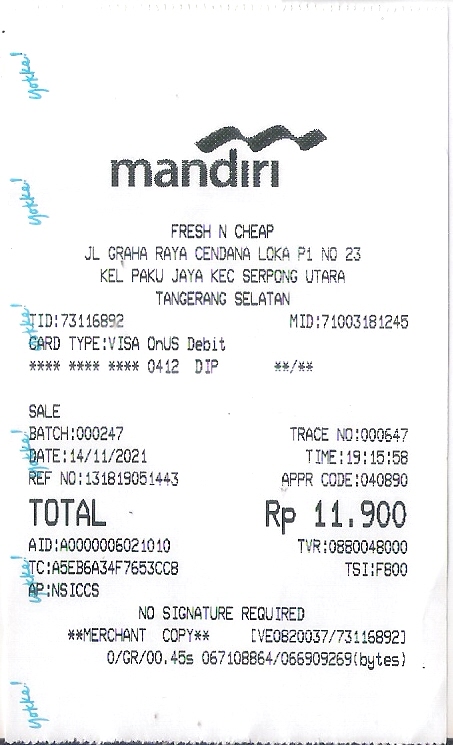 mandiri
FRESH N CHEAP
JL GRAHA RAYA CENDANA LOKA P1 NO 23
KEL PAKU JAYA KEC SERPONG UTARA
TANGERANG SELATAN
TID:73116892 MID:71003181245
CARD TYPE:VISA OnUS Debit
**** **** **** 0412 DIP **/**
SALE
BATCH:000247 TRACE NO:000647
DATE:14/11/2021 TIME:19:15:58
REF NO:131819051443 APPR CODE:040890
TOTAL Rp 11.900
AID:A0000006021010 TVR:0880048000
TC:A5EB6A34F7653CC8 TSI:F800
AP:NSICCS
NO SIGNATURE REQUIRED
**MERCHANT COPY** [VE0820037/73116892]
0/GR/00.45s 067108864/066909269(bytes)
yokke!
yokke!
yokke!
yokke!
yokke!
yokke!